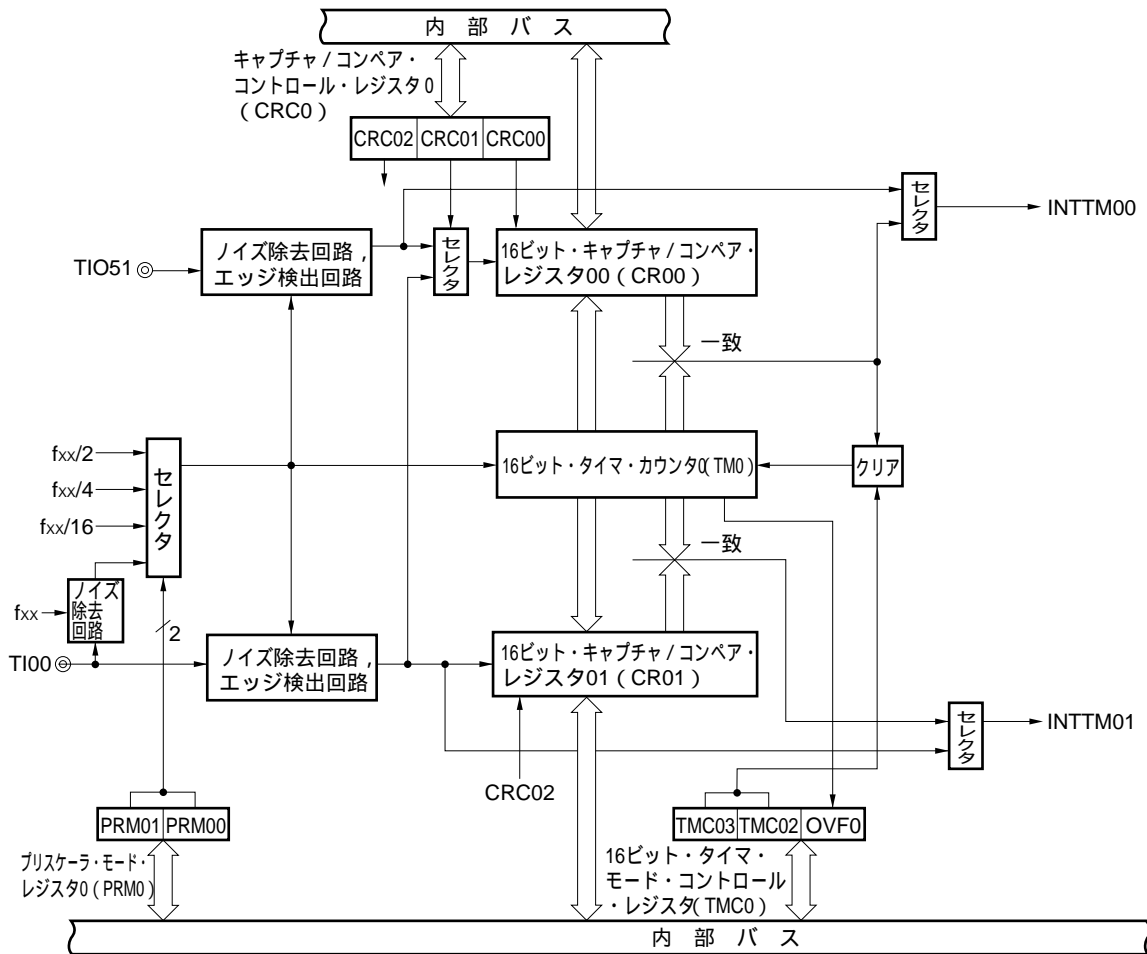 内 部 バ ス
キャプチャ / コンペア・
コントロール・レジスタ0
( CRC0 )
CRC02 CRC01 CRC00
セレクタ
INTTM00
TIO51
ノイズ除去回路,
エッジ検出回路
セレクタ
16ビット・キャプチャ / コンペア・
レジスタ00 ( CR00 )
一致
fxx/2
fxx/4
fxx/16
セレクタ
16ビット・タイマ・カウンタ0( TM0 )
クリア
一致
fxx
ノイズ
除去
回路
2
TI00
ノイズ除去回路,
エッジ検出回路
16ビット・キャプチャ / コンペア・
レジスタ01 ( CR01 )
セレクタ
INTTM01
CRC02
PRM01 PRM00
TMC03 TMC02 OVF0
プリスケーラ・モード・
レジスタ0 ( PRM0 )
16ビット・タイマ・
モード・コントロール
・レジスタ( TMC0 )
内 部 バ ス